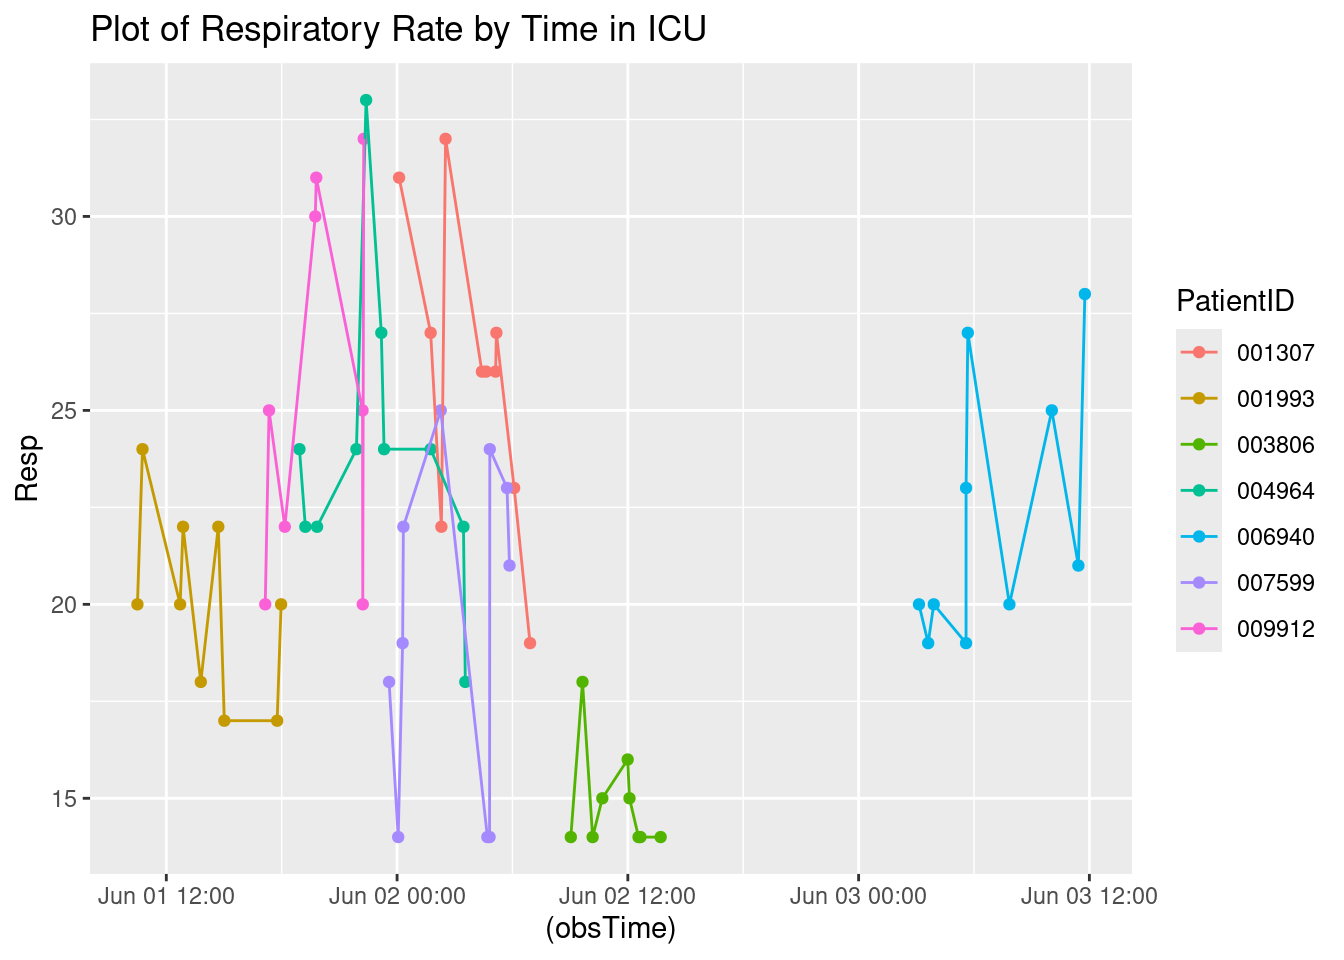 Plot of Respiratory Rate by Time in ICU
Resp
30
25
20
15
Jun 01 12:00
Jun 02 00:00
Jun 02 12:00
Jun 03 00:00
Jun 03 12:00
(obsTime)
PatientID
001307
001993
003806
004964
006940
007599
009912